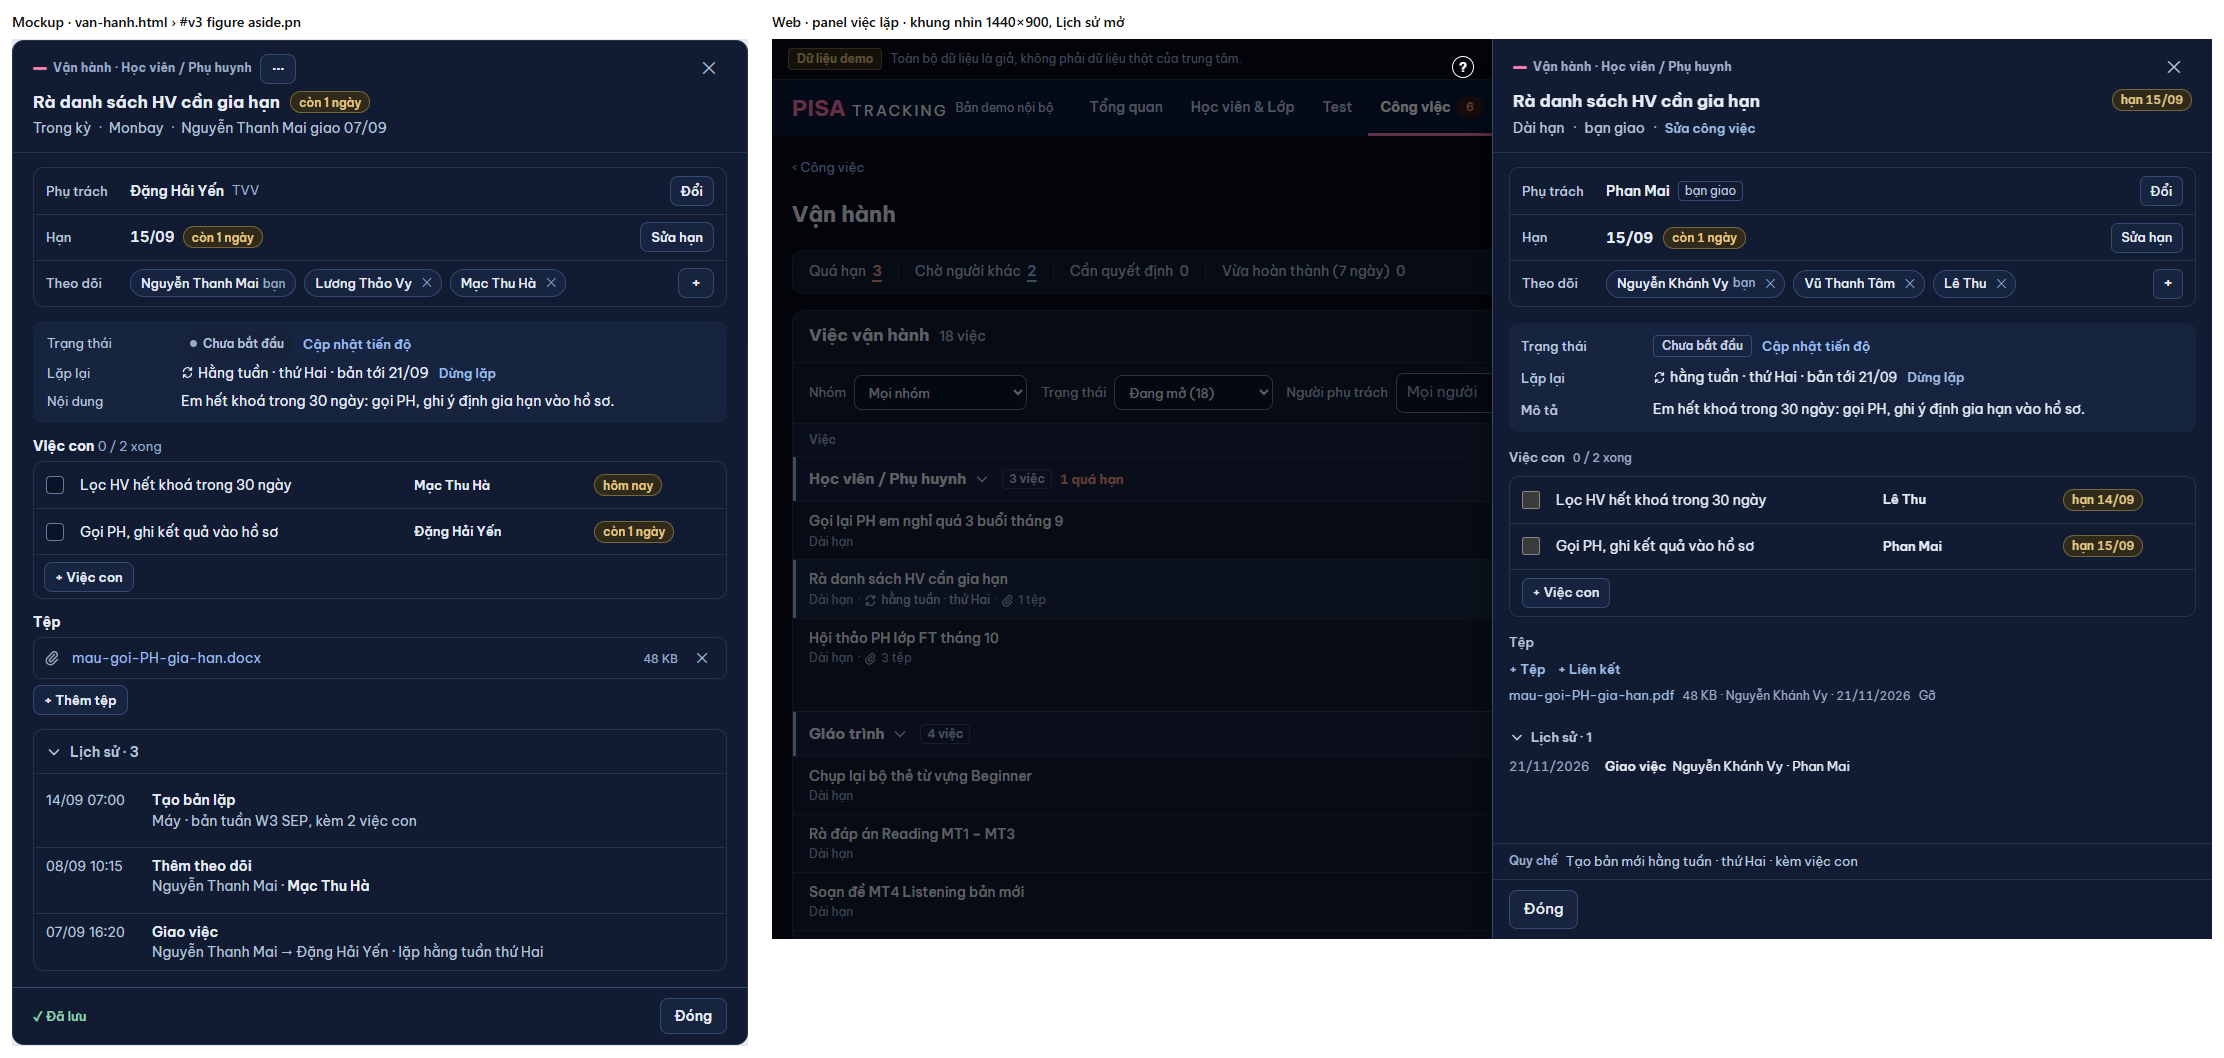 Mockup · van-hanh.html › #v3 figure aside.pn
Vận hành · Học viên / Phụ huynh ···
Rà danh sách HV cần gia hạn còn 1 ngày
Trong kỳ · Monbay · Nguyễn Thanh Mai giao 07/09
Phụ trách Đặng Hải Yến TVV Đổi
Hạn 15/09 còn 1 ngày Sửa hạn
Theo dõi Nguyễn Thanh Mai bạn Lương Thảo Vy × Mạc Thu Hà × +
Trạng thái Chưa bắt đầu Cập nhật tiến độ
Lặp lại Hằng tuần · thứ Hai · bản tới 21/09 Dừng lặp
Nội dung Em hết khoá trong 30 ngày: gọi PH, ghi ý định gia hạn vào hồ sơ.
Việc con 0 / 2 xong
Lọc HV hết khoá trong 30 ngày Mạc Thu Hà hôm nay
Gọi PH, ghi kết quả vào hồ sơ Đặng Hải Yến còn 1 ngày
+ Việc con
Tệp
mau-goi-PH-gia-han.docx 48 KB ×
+ Thêm tệp
Lịch sử · 3
14/09 07:00 Tạo bản lặp
Máy · bản tuần W3 SEP, kèm 2 việc con
08/09 10:15 Thêm theo dõi
Nguyễn Thanh Mai · Mạc Thu Hà
07/09 16:20 Giao việc
Nguyễn Thanh Mai → Đặng Hải Yến · lặp hằng tuần thứ Hai
✓ Đã lưu Đóng
Web · panel việc lặp · khung nhìn 1440×900, Lịch sử mở
Dữ liệu demo Toàn bộ dữ liệu là giả, không phải dữ liệu thật của trung tâm. ?
PISA TRACKING Bản demo nội bộ Tổng quan Học viên & Lớp Test Công việc 6
‹ Công việc
Vận hành
Quá hạn 3 Chờ người khác 2 Cần quyết định 0 Vừa hoàn thành (7 ngày) 0
Việc vận hành 18 việc
Nhóm Mọi nhóm Trạng thái Đang mở (18) Người phụ trách Mọi người
Việc
Học viên / Phụ huynh 3 việc 1 quá hạn
Gọi lại PH em nghỉ quá 3 buổi tháng 9
Dài hạn
Rà danh sách HV cần gia hạn
Dài hạn · hằng tuần · thứ Hai · 1 tệp
Hội thảo PH lớp FT tháng 10
Dài hạn · 3 tệp
Giáo trình 4 việc
Chụp lại bộ thẻ từ vựng Beginner
Dài hạn
Rà đáp án Reading MT1 – MT3
Dài hạn
Soạn đề MT4 Listening bản mới
Dài hạn
Vận hành · Học viên / Phụ huynh
Rà danh sách HV cần gia hạn hạn 15/09
Dài hạn · bạn giao · Sửa công việc
Phụ trách Phan Mai bạn giao Đổi
Hạn 15/09 còn 1 ngày Sửa hạn
Theo dõi Nguyễn Khánh Vy bạn × Vũ Thanh Tâm × Lê Thu × +
Trạng thái Chưa bắt đầu Cập nhật tiến độ
Lặp lại hằng tuần · thứ Hai · bản tới 21/09 Dừng lặp
Mô tả Em hết khoá trong 30 ngày: gọi PH, ghi ý định gia hạn vào hồ sơ.
Việc con 0 / 2 xong
Lọc HV hết khoá trong 30 ngày Lê Thu hạn 14/09
Gọi PH, ghi kết quả vào hồ sơ Phan Mai hạn 15/09
+ Việc con
Tệp
+ Tệp + Liên kết
mau-goi-PH-gia-han.pdf 48 KB · Nguyễn Khánh Vy · 21/11/2026 Gỡ
Lịch sử · 1
21/11/2026 Giao việc Nguyễn Khánh Vy · Phan Mai
Quy chế Tạo bản mới hằng tuần · thứ Hai · kèm việc con
Đóng